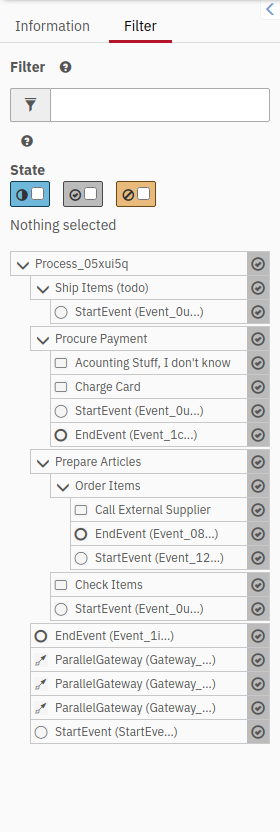 Information Filter
Filter
State
Nothing selected
Process_05xui5q
Ship Items (todo)
StartEvent (Event_0u...)
Procure Payment
Acounting Stuff, I don't know
Charge Card
StartEvent (Event_0u...)
EndEvent (Event_1c...)
Prepare Articles
Order Items
Call External Supplier
EndEvent (Event_08...)
StartEvent (Event_12...)
Check Items
StartEvent (Event_0u...)
EndEvent (Event_1i...)
ParallelGateway (Gateway_...)
ParallelGateway (Gateway_...)
ParallelGateway (Gateway_...)
StartEvent (StartEve...)